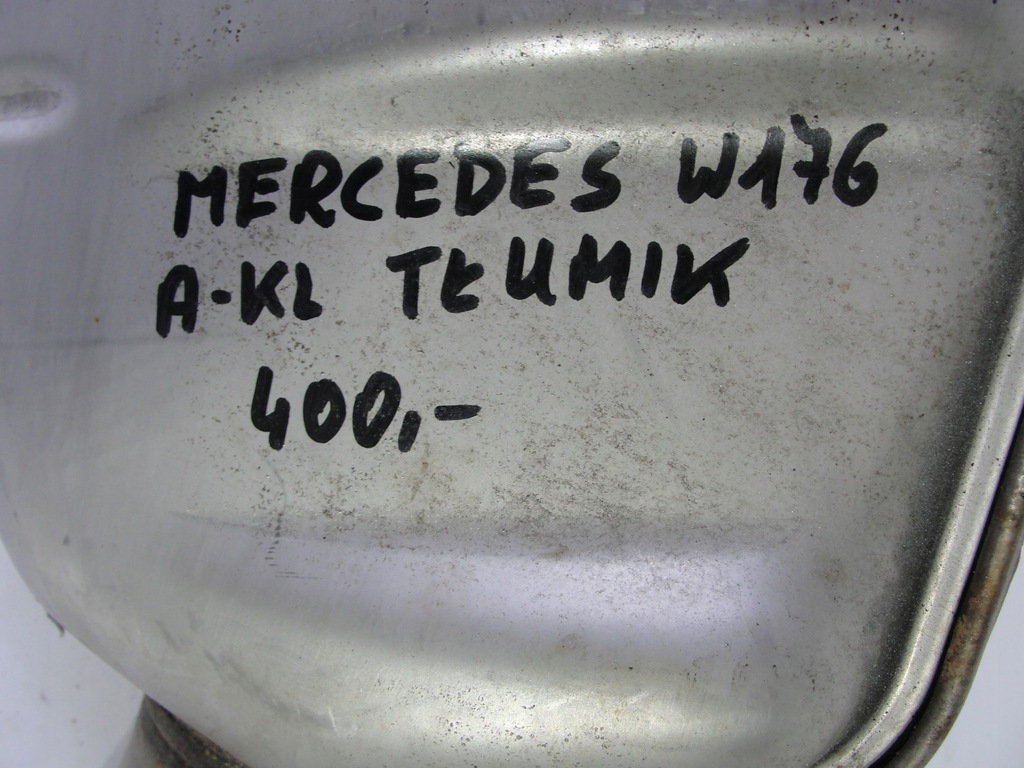 MERCEDES W176
A-KL TŁUMIK
400,-